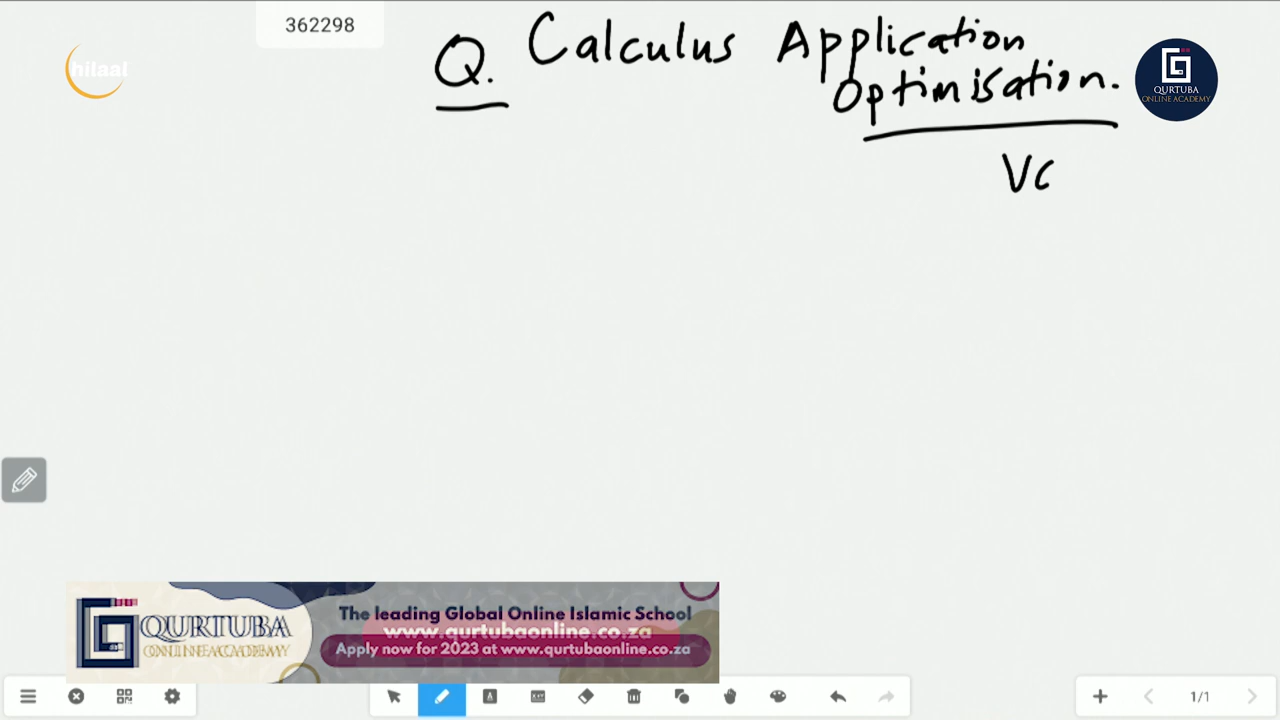 362298
hilaal
Q. Calculus Application
Optimisation.
VC
QURTUBA
ONLINE ACADEMY
QURTUBA
ONLINE ACADEMY
The leading Global Online Islamic School
www.qurtubaonline.co.za
Apply now for 2023 at www.qurtubaonline.co.za
1/1